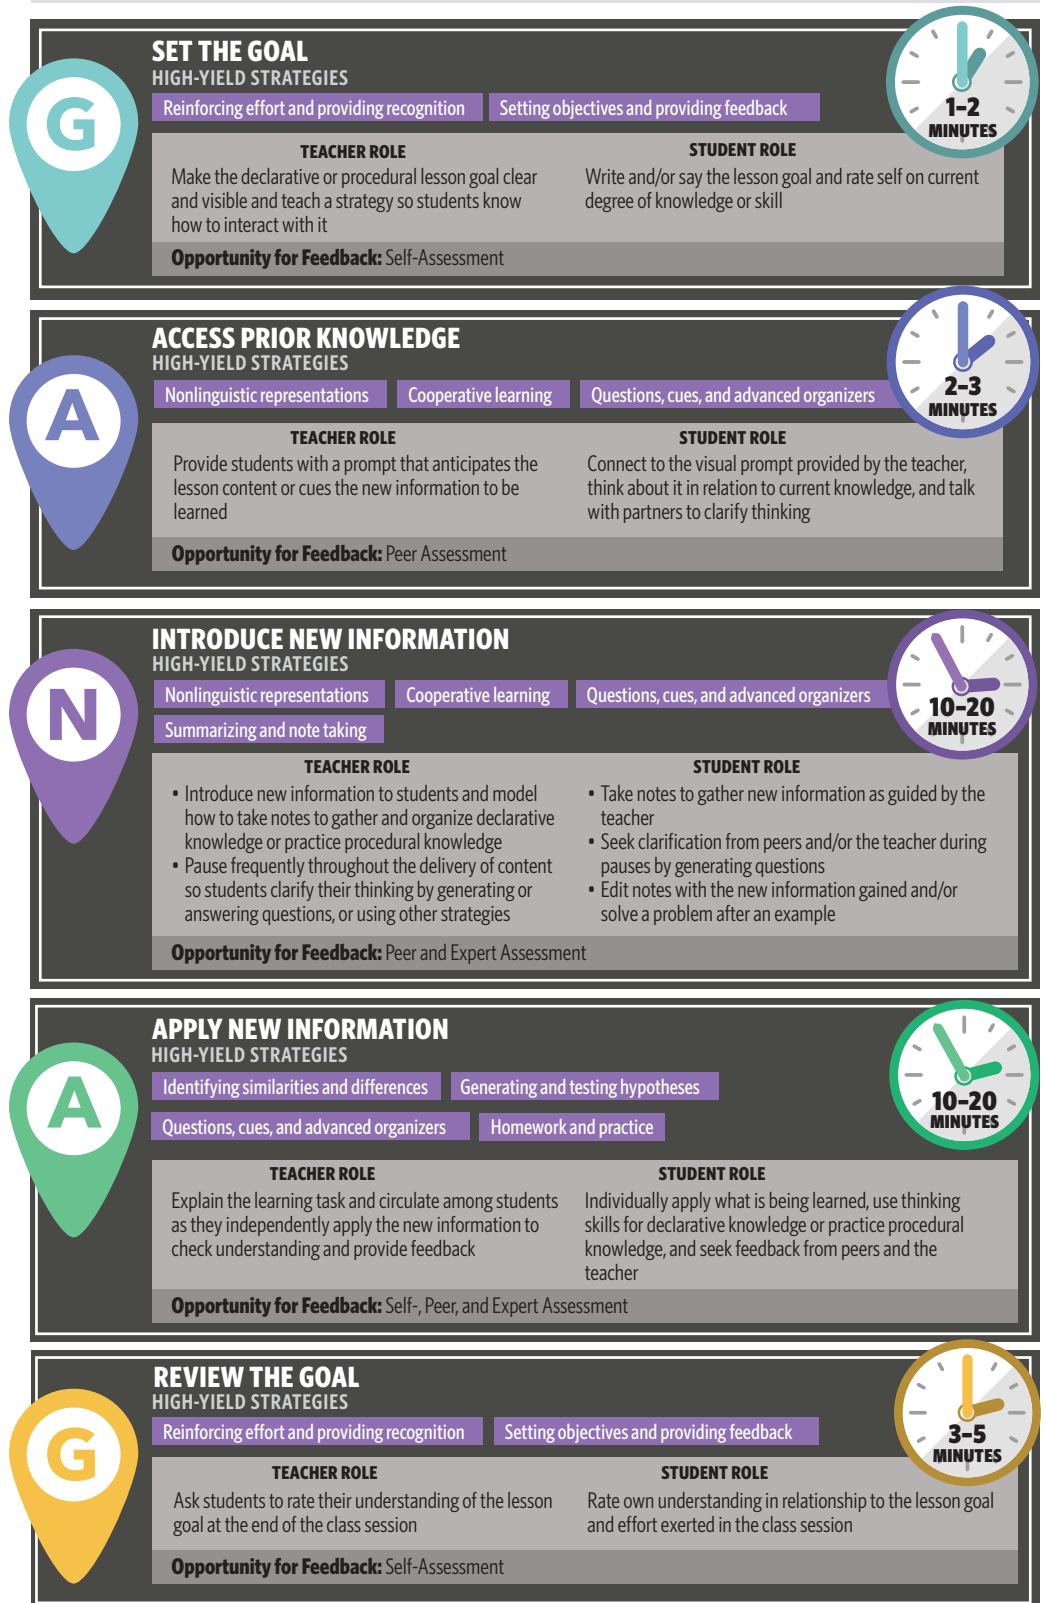 G
SET THE GOAL
HIGH-YIELD STRATEGIES
Reinforcing effort and providing recognition
Setting objectives and providing feedback
1–2
MINUTES
TEACHER ROLE
Make the declarative or procedural lesson goal clear
and visible and teach a strategy so students know
how to interact with it
STUDENT ROLE
Write and/or say the lesson goal and rate self on current
degree of knowledge or skill
Opportunity for Feedback: Self-Assessment
A
ACCESS PRIOR KNOWLEDGE
HIGH-YIELD STRATEGIES
Nonlinguistic representations
Cooperative learning
Questions, cues, and advanced organizers
2–3
MINUTES
TEACHER ROLE
Provide students with a prompt that anticipates the
lesson content or cues the new information to be
learned
STUDENT ROLE
Connect to the visual prompt provided by the teacher,
think about it in relation to current knowledge, and talk
with partners to clarify thinking
Opportunity for Feedback: Peer Assessment
N
INTRODUCE NEW INFORMATION
HIGH-YIELD STRATEGIES
Nonlinguistic representations
Cooperative learning
Questions, cues, and advanced organizers
Summarizing and note taking
10–20
MINUTES
TEACHER ROLE
• Introduce new information to students and model
how to take notes to gather and organize declarative
knowledge or practice procedural knowledge
• Pause frequently throughout the delivery of content
so students clarify their thinking by generating or
answering questions, or using other strategies
STUDENT ROLE
• Take notes to gather new information as guided by the
teacher
• Seek clarification from peers and/or the teacher during
pauses by generating questions
• Edit notes with the new information gained and/or
solve a problem after an example
Opportunity for Feedback: Peer and Expert Assessment
A
APPLY NEW INFORMATION
HIGH-YIELD STRATEGIES
Identifying similarities and differences
Generating and testing hypotheses
Questions, cues, and advanced organizers
Homework and practice
10–20
MINUTES
TEACHER ROLE
Explain the learning task and circulate among students
as they independently apply the new information to
check understanding and provide feedback
STUDENT ROLE
Individually apply what is being learned, use thinking
skills for declarative knowledge or practice procedural
knowledge, and seek feedback from peers and the
teacher
Opportunity for Feedback: Self-, Peer, and Expert Assessment
G
REVIEW THE GOAL
HIGH-YIELD STRATEGIES
Reinforcing effort and providing recognition
Setting objectives and providing feedback
3–5
MINUTES
TEACHER ROLE
Ask students to rate their understanding of the lesson
goal at the end of the class session
STUDENT ROLE
Rate own understanding in relationship to the lesson goal
and effort exerted in the class session
Opportunity for Feedback: Self-Assessment